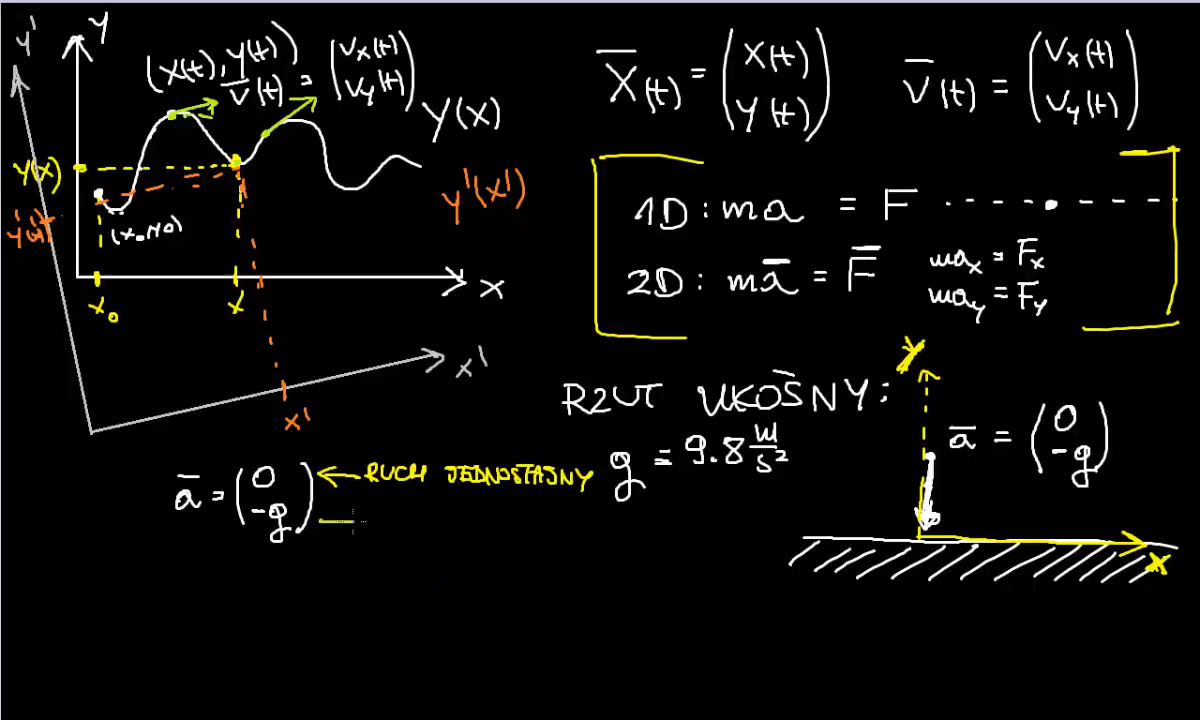 Y'
Y
(X(t), Y(t))
V̅(t) = (Vx(t)
Vy(t))
Y(X)
Y(X)
Y'(X')
(X₀, Y₀)
X₀
X
X
X'
X'
X̅(t) = (X(t)
Y(t))
V̅(t) = (Vx(t)
Vy(t))
1D: ma = F
2D: ma̅ = F̅
max = Fx
may = Fy
RZUT UKOŚNY:
g = 9.8 m/s²
Y
a̅ = (0
-g)
X
a̅ = (0
-g)
← RUCH JEDNOSTAJNY